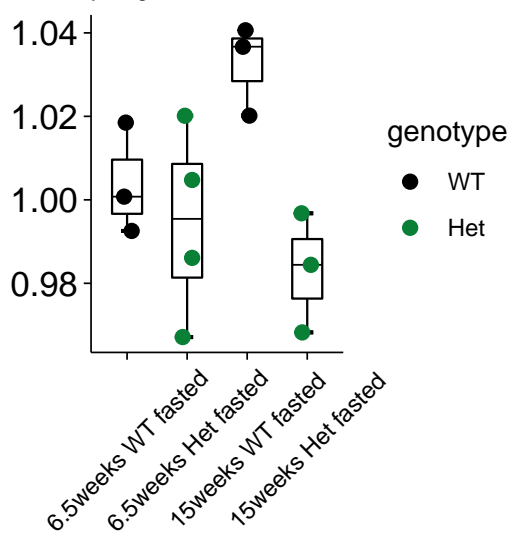 1.04
1.02
1.00
0.98
genotype
WT
Het
6.5weeks WT fasted
6.5weeks Het fasted
15weeks WT fasted
15weeks Het fasted